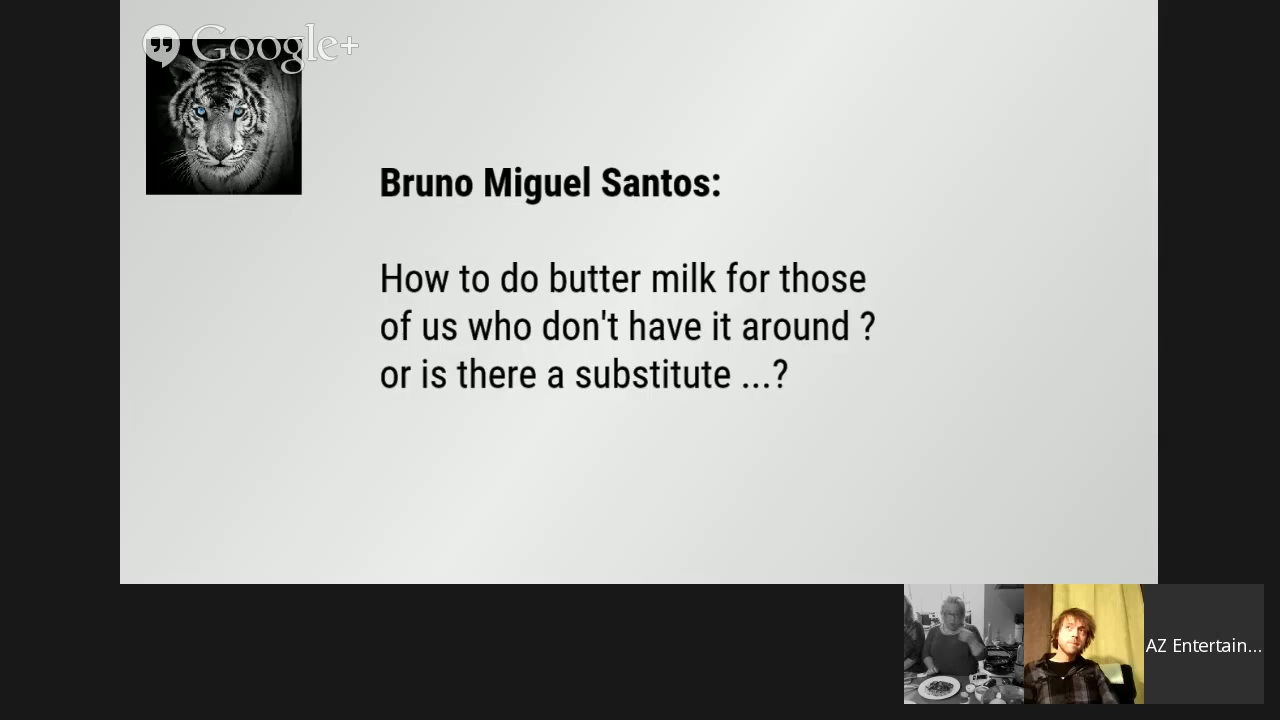 Google+
Bruno Miguel Santos:
How to do butter milk for those
of us who don't have it around ?
or is there a substitute ...?
AZ Entertain...